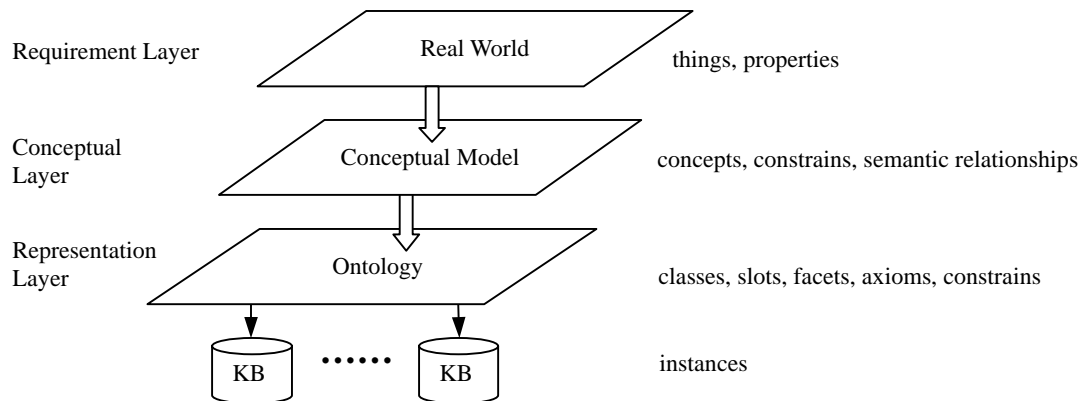 Requirement Layer
Real World
things, properties
Conceptual
Layer
Conceptual Model
concepts, constrains, semantic relationships
Representation
Layer
Ontology
classes, slots, facets, axioms, constrains
KB
......
KB
instances